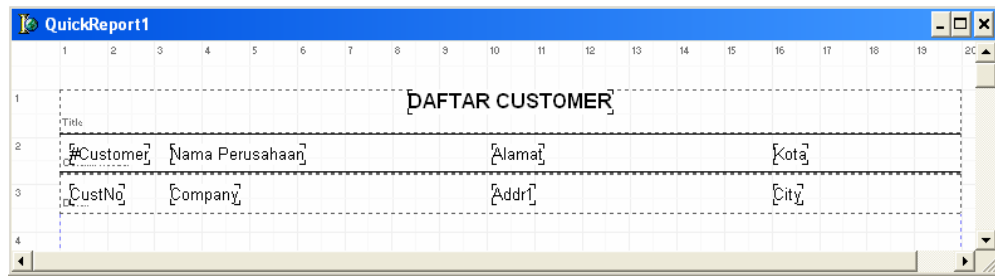 QuickReport1
1 2 3 4 5 6 7 8 9 10 11 12 13 14 15 16 17 18 19 20
1
DAFTAR CUSTOMER
Title
2
#Customer Nama Perusahaan Alamat Kota
3
CustNo Company Addr1 City
4